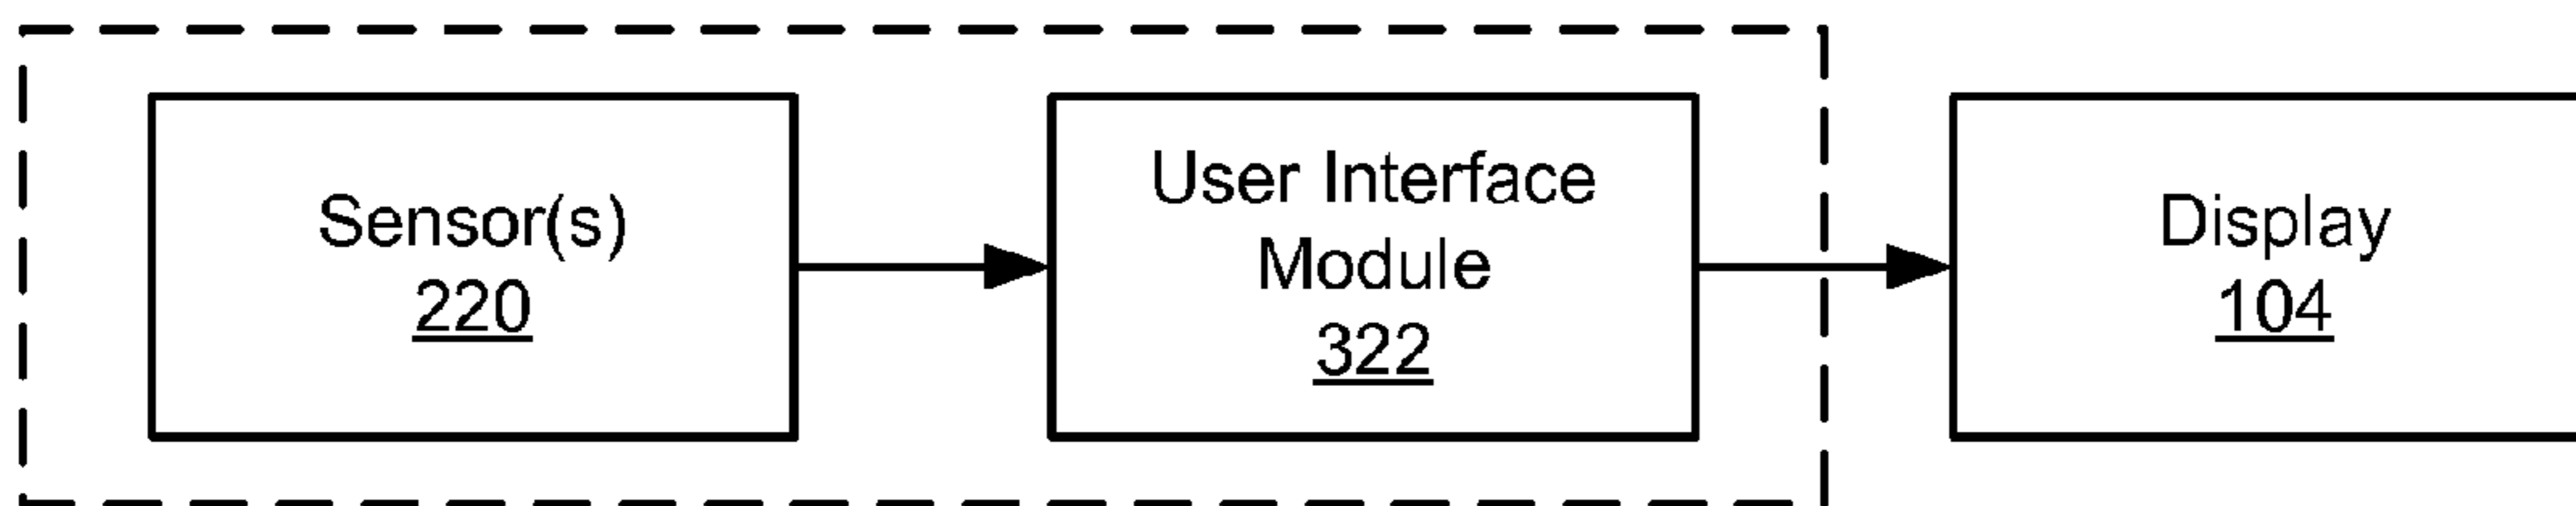 Sensor(s)
220
User Interface
Module
322
Display
104